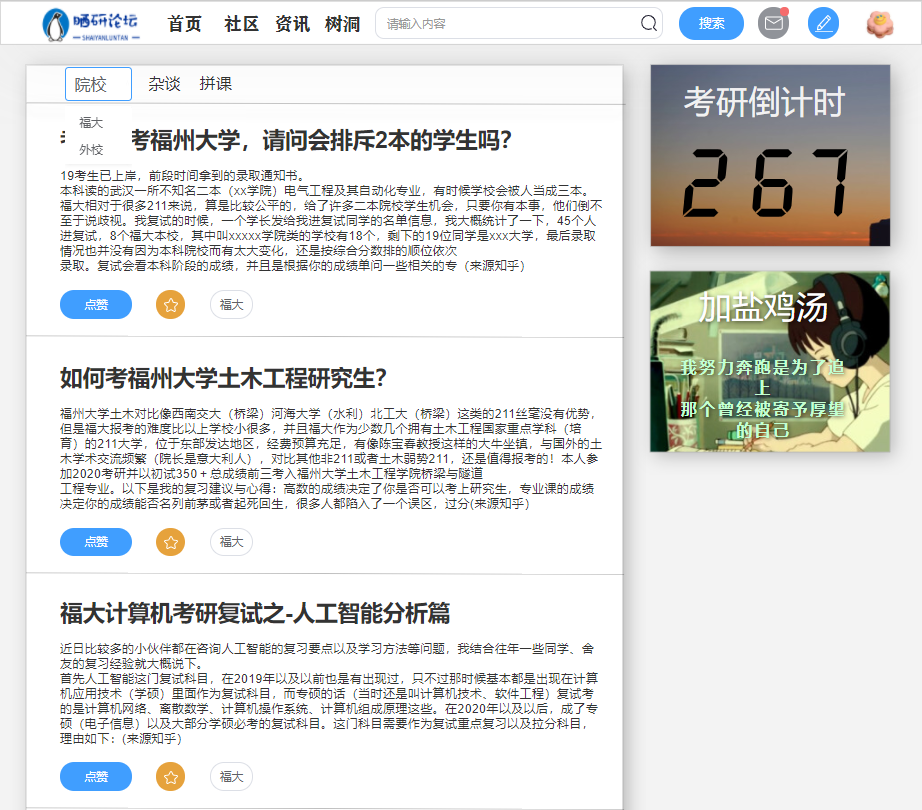 晒研论坛
SHAIYANLUNTAN
首页 社区 资讯 树洞
请输入内容
搜索
院校 杂谈 拼课
福大
外校
考福州大学，请问会排斥2本的学生吗?
19考生已上岸，前段时间拿到的录取通知书。
本科读的武汉一所不知名二本（xx学院）电气工程及其自动化专业，有时候学校会被人当成三本。
福大相对于很多211来说，算是比较公平的，给了许多二本院校学生机会，只要你有本事，他们倒不
至于说歧视。我复试的时候，一个学长发给我进复试同学的名单信息，我大概统计了一下，45个人
进复试，8个福大本校，其中叫xxxxx学院类的学校有18个，剩下的19位同学是xxx大学，最后录取
情况也并没有因为本科院校而有太大变化，还是按综合分数排的顺位依次
录取。复试会看本科阶段的成绩，并且是根据你的成绩单问一些相关的专（来源知乎）
点赞
福大
如何考福州大学土木工程研究生?
福州大学土木对比像西南交大（桥梁）河海大学（水利）北工大（桥梁）这类的211丝毫没有优势，
但是福大报考的难度比以上学校小很多，并且福大作为少数几个拥有土木工程国家重点学科（培
育）的211大学，位于东部发达地区，经费预算充足，有像陈宝春教授这样的大牛坐镇，与国外的土
木学术交流频繁（院长是意大利人），对比其他非211或者土木弱势211，还是值得报考的！本人参
加2020考研并以初试350＋总成绩前三考入福州大学土木工程学院桥梁与隧道
工程专业。以下是我的复习建议与心得：高数的成绩决定了你是否可以考上研究生，专业课的成绩
决定你的成绩能否名列前茅或者起死回生，很多人都陷入了一个误区，过分(来源知乎)
点赞
福大
福大计算机考研复试之-人工智能分析篇
近日比较多的小伙伴都在咨询人工智能的复习要点以及学习方法等问题，我结合往年一些同学、舍
友的复习经验就大概说下。
首先人工智能这门复试科目，在2019年以及以前也是有出现过，只不过那时候基本都是出现在计算
机应用技术（学硕）里面作为复试科目，而专硕的话（当时还是叫计算机技术、软件工程）复试考
的是计算机网络、离散数学、计算机操作系统、计算机组成原理这些。在2020年以及以后，成了专
硕（电子信息）以及大部分学硕必考的复试科目。这门科目需要作为复试重点复习以及拉分科目，
理由如下：(来源知乎)
点赞
福大
考研倒计时
267
加盐鸡汤
我努力奔跑是为了追
上
那个曾经被寄予厚望
的自己